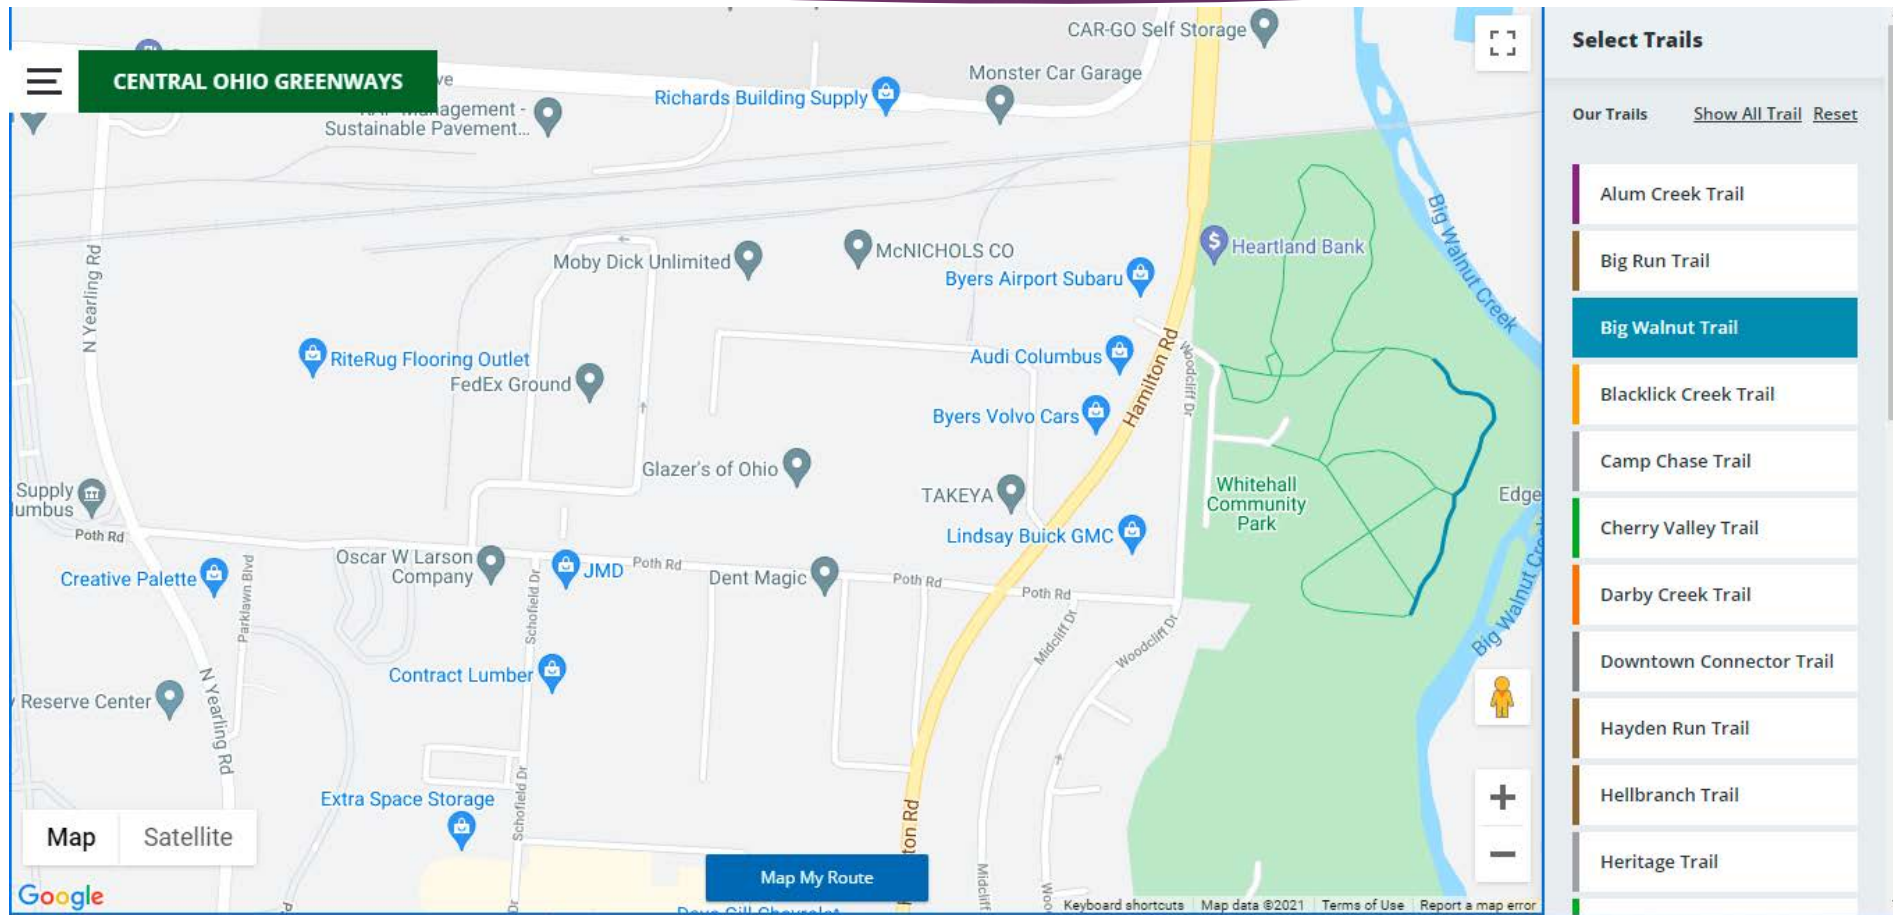 CENTRAL OHIO GREENWAYS
CAR-GO Self Storage
Monster Car Garage
Richards Building Supply
agement -
Sustainable Pavement...
Big Walnut Creek
N Yearling Rd
Moby Dick Unlimited
McNICHOLS CO
Heartland Bank
Byers Airport Subaru
RiteRug Flooring Outlet
FedEx Ground
Audi Columbus
Hamilton Rd
Woodcliff Dr
Byers Volvo Cars
Glazer's of Ohio
TAKEYA
Whitehall
Community
Park
Edge
Supply
umbus
Poth Rd
Lindsay Buick GMC
Oscar W Larson
Company
Creative Palette
Parklawn Blvd
Schofield Dr
JMD
Poth Rd
Dent Magic
Poth Rd
Poth Rd
Midcliff Dr
Woodcliff Dr
Big Walnut Creek
Contract Lumber
Reserve Center
N Yearling Rd
Extra Space Storage
Schofield Dr
ton Rd
Map
Satellite
Map My Route
Midcliff
Woo
Dr
Google
Keyboard shortcuts
Map data ©2021
Terms of Use
Report a map error
Select Trails
Our Trails Show All Trail Reset
Alum Creek Trail
Big Run Trail
Big Walnut Trail
Blacklick Creek Trail
Camp Chase Trail
Cherry Valley Trail
Darby Creek Trail
Downtown Connector Trail
Hayden Run Trail
Hellbranch Trail
Heritage Trail